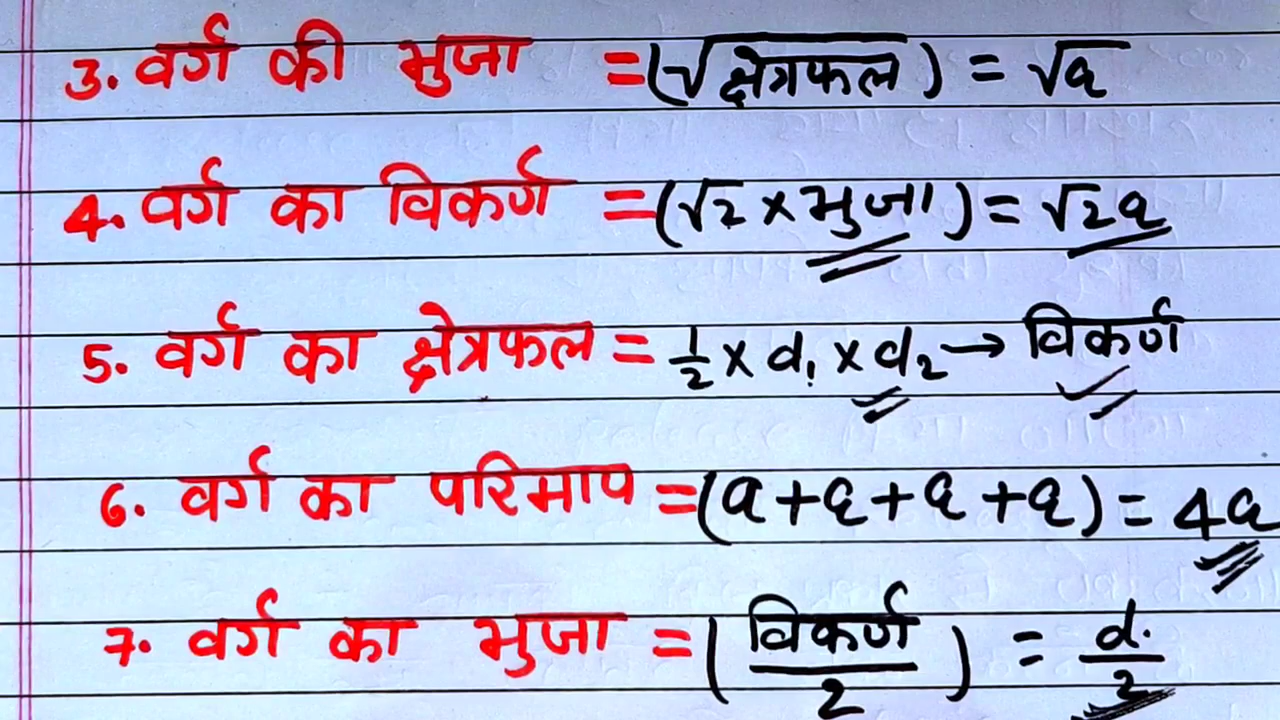 3. वर्ग की भुजा = (√क्षेत्रफल) = √a
4. वर्ग का विकर्ण = (√2 × भुजा) = √2a
5. वर्ग का क्षेत्रफल = 1/2 × d₁ × d₂ → विकर्ण
6. वर्ग का परिमाप = (a + a + a + a) = 4a
7. वर्ग का भुजा = (विकर्ण/2) = d/2